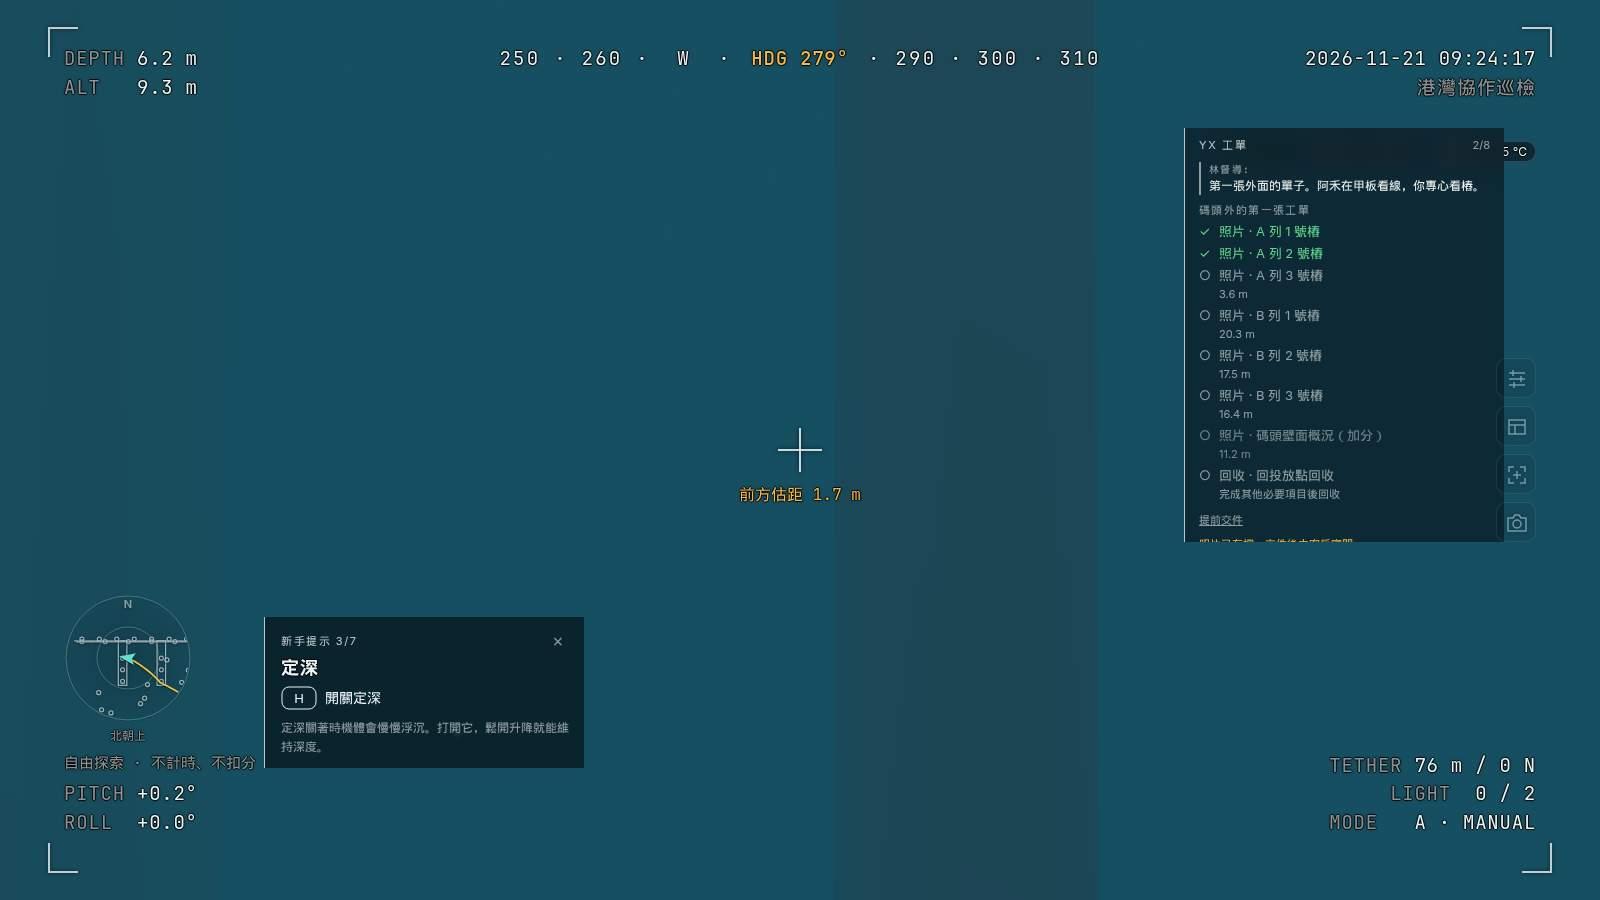 DEPTH 6.2 m
ALT 9.3 m
250 · 260 · W · HDG 279° · 290 · 300 · 310
2026-11-21 09:24:17
港灣協作巡檢
5 °C
YX 工單 2/8
林督導:
第一張外面的單子。阿禾在甲板看線，你專心看樁。
碼頭外的第一張工單
照片 · A 列 1 號樁
照片 · A 列 2 號樁
照片 · A 列 3 號樁
3.6 m
照片 · B 列 1 號樁
20.3 m
照片 · B 列 2 號樁
17.5 m
照片 · B 列 3 號樁
16.4 m
照片 · 碼頭壁面概況（加分）
11.2 m
回收 · 回投放點回收
完成其他必要項目後回收
提前交件
前方估距 1.7 m
N
北朝上
自由探索 · 不計時、不扣分
PITCH +0.2°
ROLL +0.0°
新手提示 3/7
定深
H 開關定深
定深關著時機體會慢慢浮沉。打開它，鬆開升降就能維
持深度。
TETHER 76 m / 0 N
LIGHT 0 / 2
MODE A · MANUAL